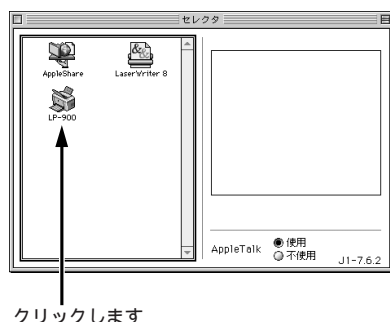 セレクタ
AppleShare
LaserWriter 8
LP-900
AppleTalk
使用
不使用
J1-7.6.2
クリックします